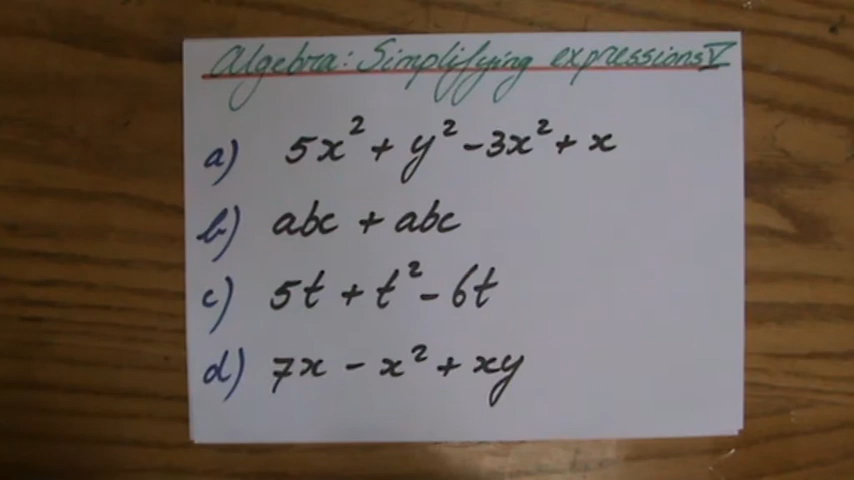 Algebra: Simplifying expressions V
a) 5x² + y² - 3x² + x
b) abc + abc
c) 5t + t² - 6t
d) 7x - x² + xy